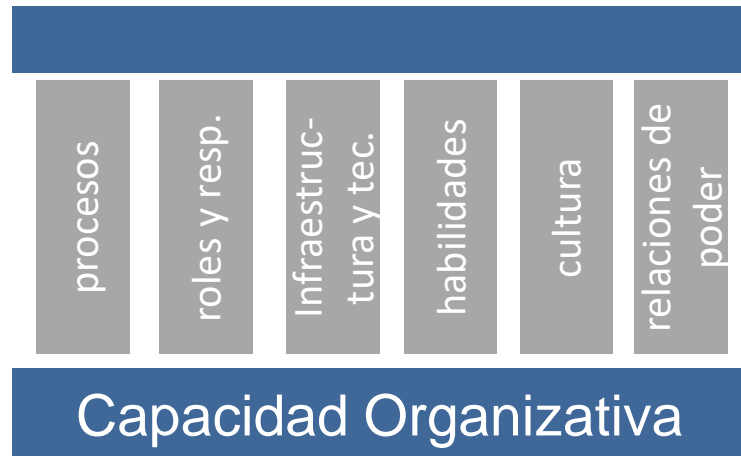 procesos
roles y resp.
Infraestruc-
tura y tec.
habilidades
cultura
relaciones de
poder
Capacidad Organizativa